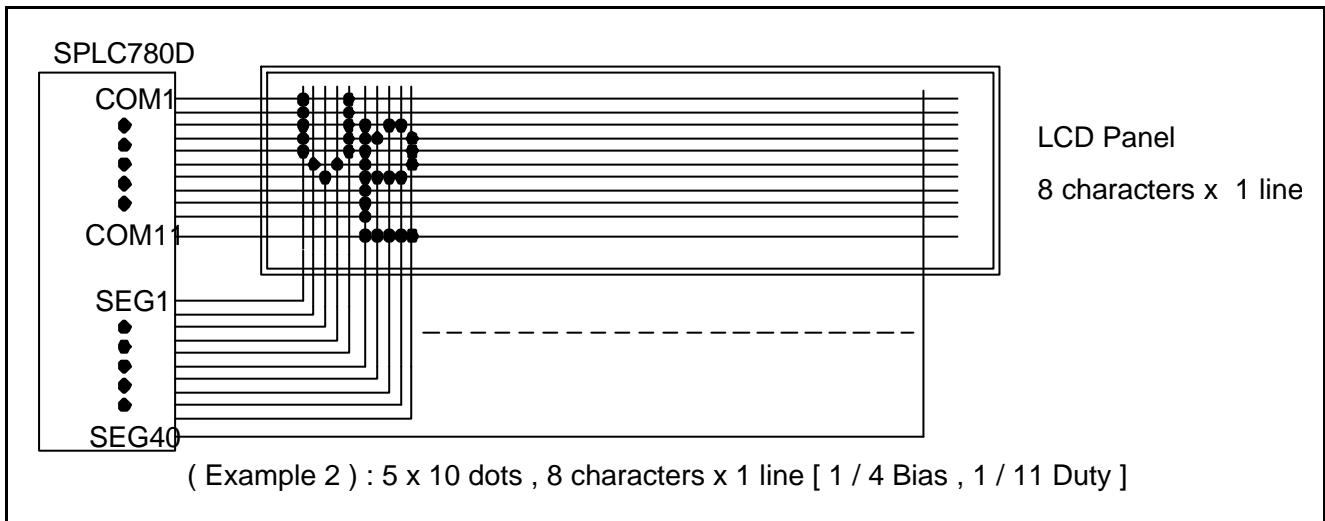 SPLC780D
COM1
COM11
SEG1
SEG40
LCD Panel
8 characters x 1 line
( Example 2 ) : 5 x 10 dots , 8 characters x 1 line [ 1 / 4 Bias , 1 / 11 Duty ]